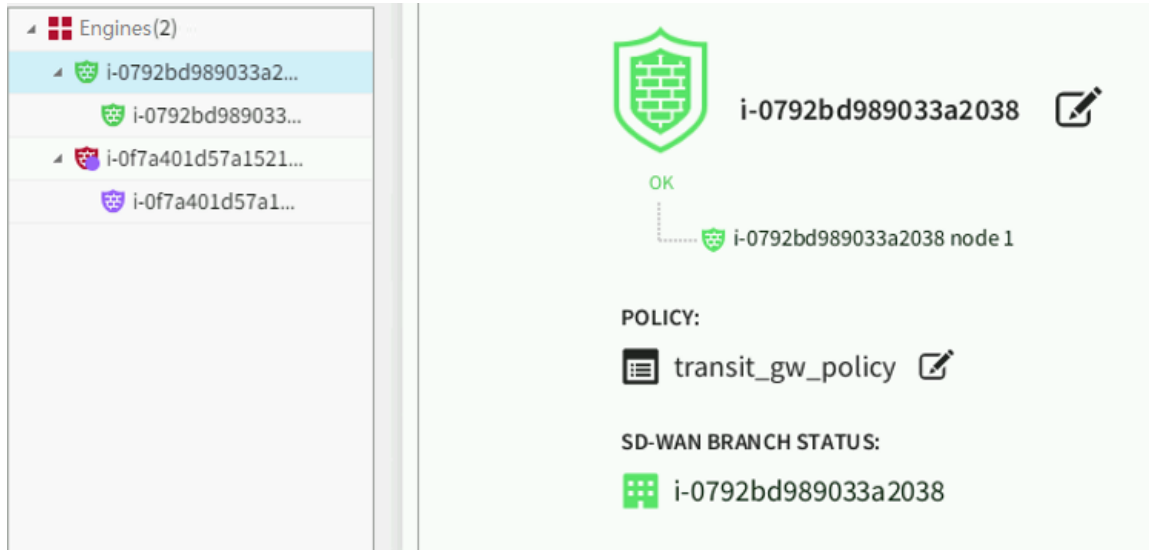 Engines(2)
i-0792bd989033a2...
i-0792bd989033...
i-0f7a401d57a1521...
i-0f7a401d57a1...
i-0792bd989033a2038
OK
i-0792bd989033a2038 node 1
POLICY:
transit_gw_policy
SD-WAN BRANCH STATUS:
i-0792bd989033a2038